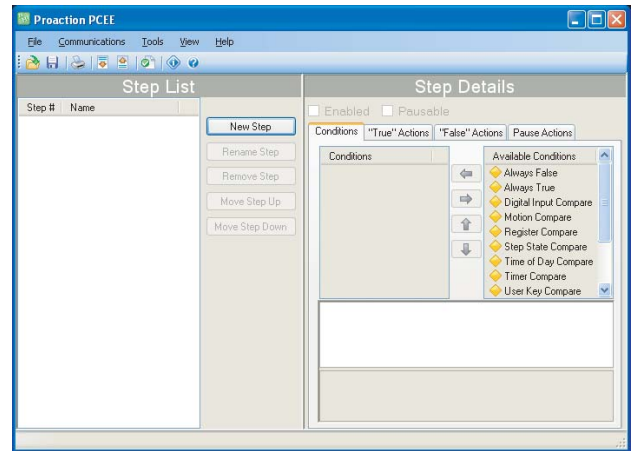 Proaction PCEE
File Communications Tools View Help
Step List
Step Details
Step # Name
New Step
Rename Step
Remove Step
Move Step Up
Move Step Down
Enabled Pausable
Conditions "True" Actions "False" Actions Pause Actions
Conditions
Available Conditions
Always False
Always True
Digital Input Compare
Motion Compare
Register Compare
Step State Compare
Time of Day Compare
Timer Compare
User Key Compare